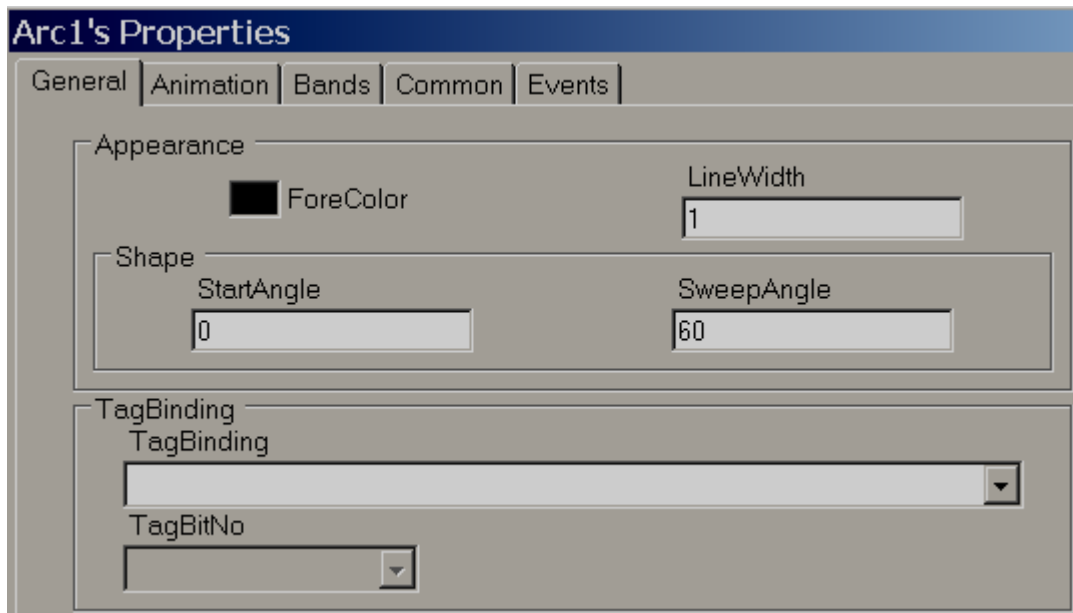 Arc1's Properties
General Animation Bands Common Events
Appearance
ForeColor
LineWidth
1
Shape
StartAngle
0
SweepAngle
60
TagBinding
TagBinding
TagBitNo